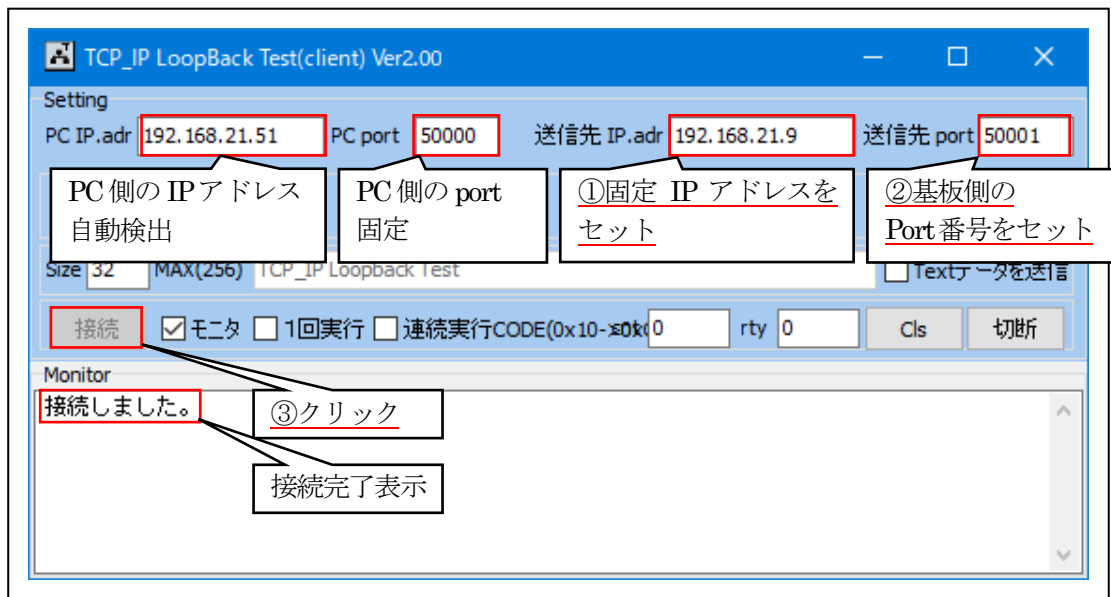 TCP_IP LoopBack Test(client) Ver2.00
Setting
PC IP.adr 192.168.21.51 PC port 50000 送信先 IP.adr 192.168.21.9 送信先 port 50001
PC側のIPアドレス
自動検出
PC側の port
固定
①固定 IP アドレスを
セット
②基板側の
Port番号をセット
Size 32 MAX(256) TCP_IP Loopback Test Textデータを送信
接続 モニタ 1回実行 連続実行CODE(0x10- 0 rty 0 Cls 切断
Monitor
接続しました。
③クリック
接続完了表示